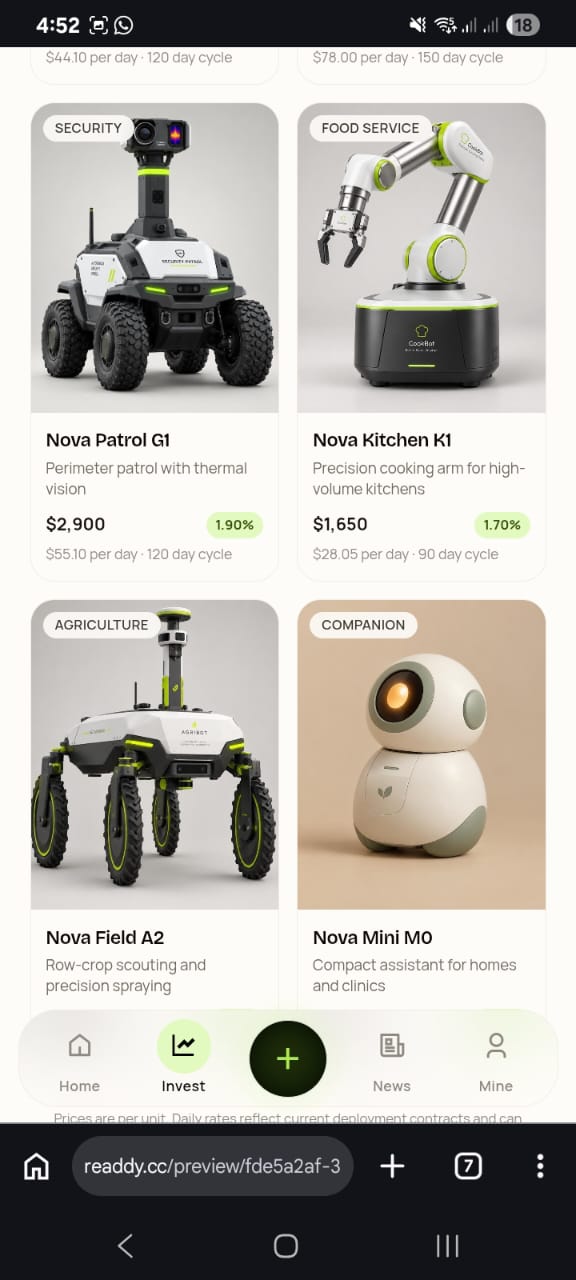 4:52
18
$44.10 per day · 120 day cycle
$78.00 per day · 150 day cycle
SECURITY
SECURITY PATROL
Nova Patrol G1
Perimeter patrol with thermal
vision
$2,900
1.90%
$55.10 per day · 120 day cycle
FOOD SERVICE
CookBot
CookBot
Nova Kitchen K1
Precision cooking arm for high-
volume kitchens
$1,650
1.70%
$28.05 per day · 90 day cycle
AGRICULTURE
AGRIBOT
Nova Field A2
Row-crop scouting and
precision spraying
COMPANION
Nova Mini M0
Compact assistant for homes
and clinics
Home
Invest
News
Mine
Prices are per unit. Daily rates reflect current deployment contracts and can
readdy.cc/preview/fde5a2af-3
7